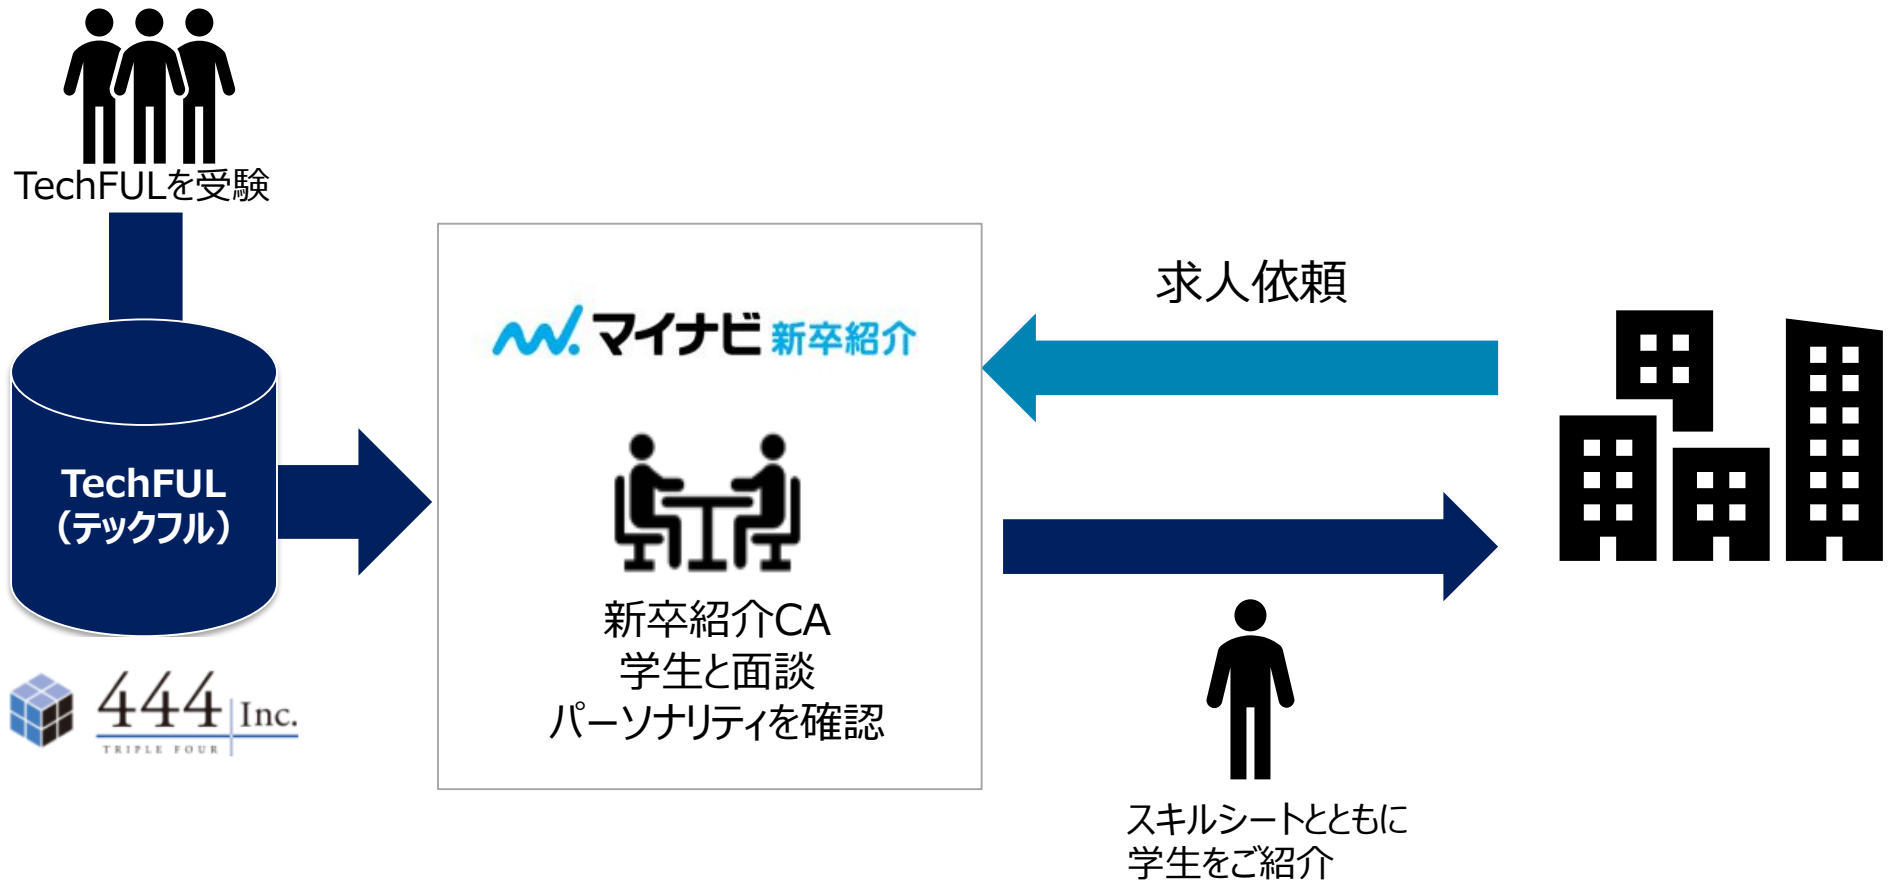 TechFULを受験
TechFUL
（テックフル）
444 Inc.
TRIPLE FOUR
マイナビ 新卒紹介
新卒紹介CA
学生と面談
パーソナリティを確認
求人依頼
スキルシートとともに
学生をご紹介